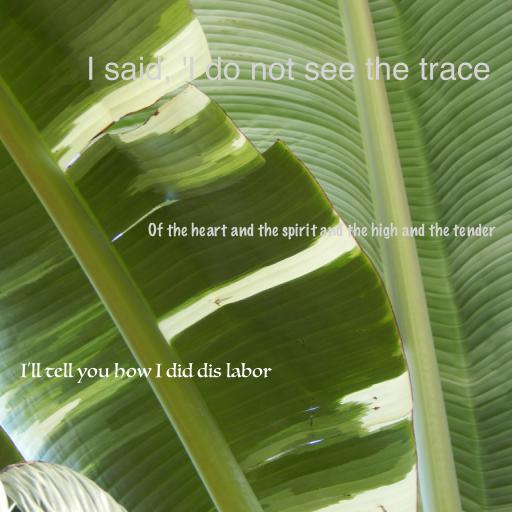 I said, 'I do not see the trace
Of the heart and the spirit and the high and the tender
I'll tell you how I did dis labor